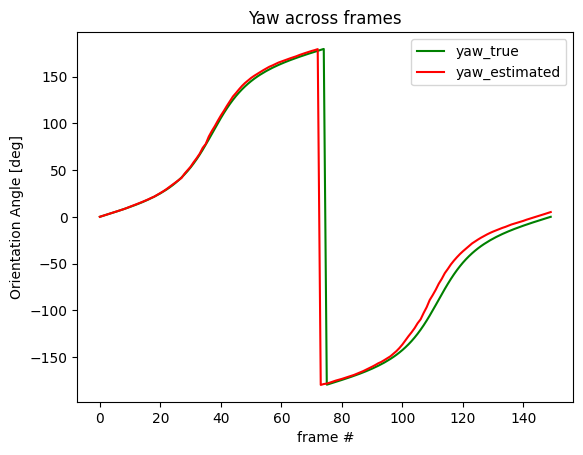 Yaw across frames
yaw_true
yaw_estimated
Orientation Angle [deg]
150
100
50
0
−50
−100
−150
0 20 40 60 80 100 120 140
frame #